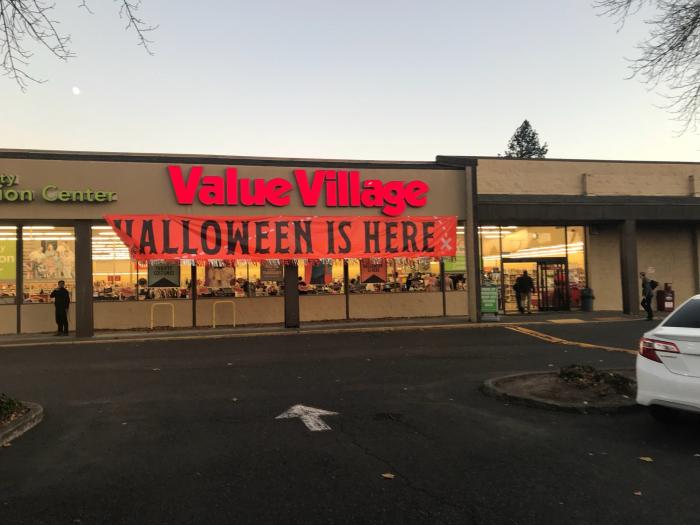 ty
ion Center
Value Village
HALLOWEEN IS HERE